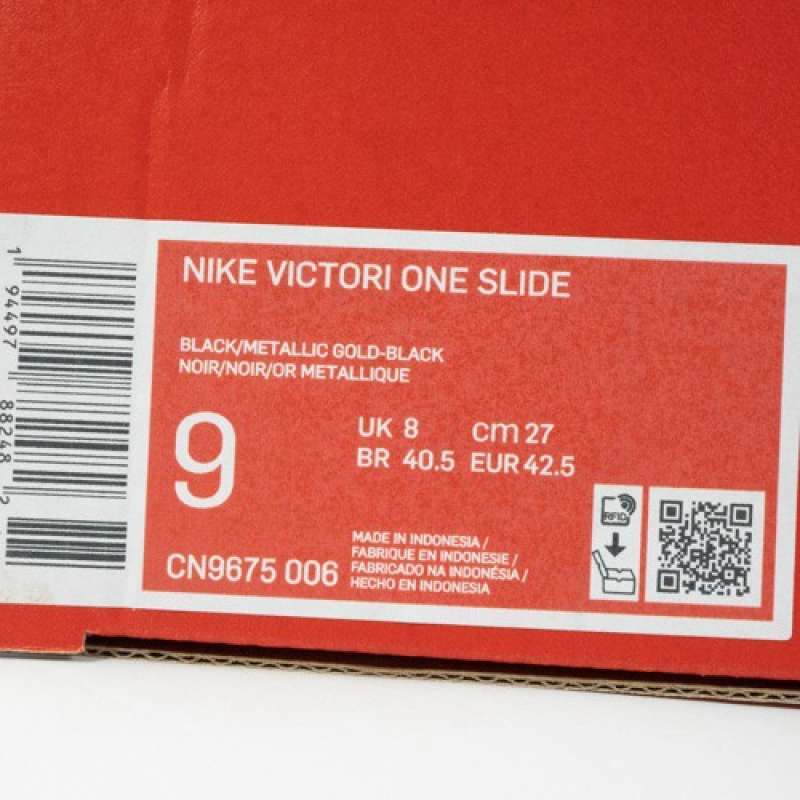 NIKE VICTORI ONE SLIDE
BLACK/METALLIC GOLD-BLACK
NOIR/NOIR/OR METALLIQUE
9
UK 8 cm 27
BR 40.5 EUR 42.5
CN9675 006
MADE IN INDONESIA /
FABRIQUE EN INDONESIE /
FABRICADO NA INDONÉSIA /
HECHO EN INDONESIA
RFID
1 94497 88248 2